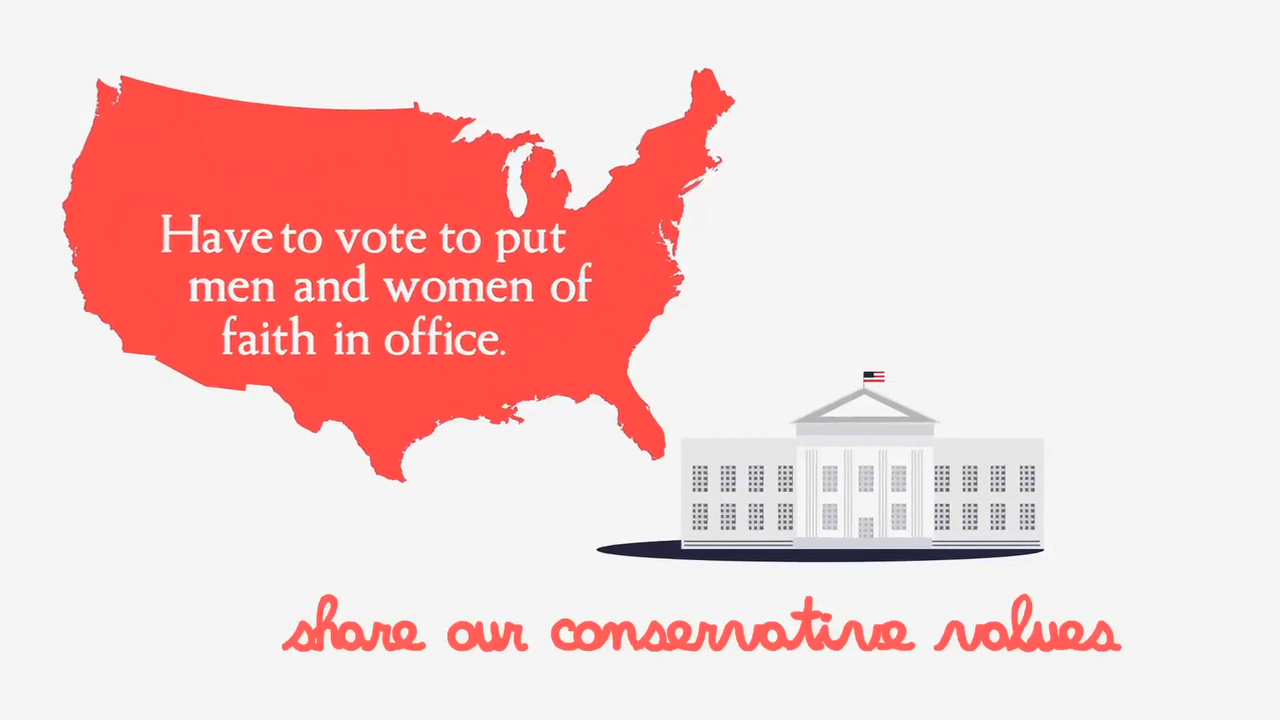 Have to vote to put
men and women of
faith in office.
share our conservative values